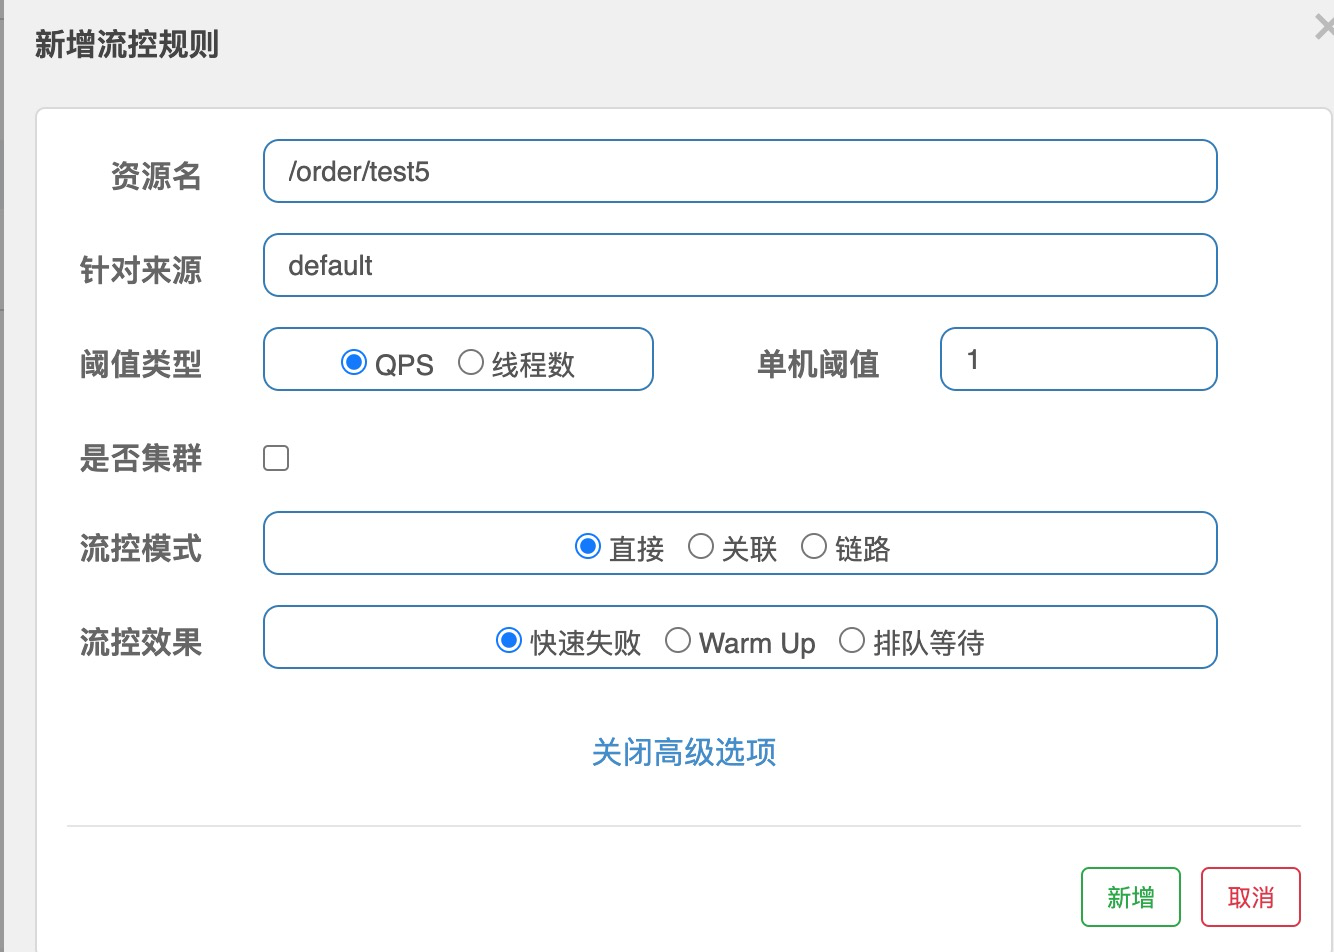 新增流控规则
资源名 /order/test5
针对来源 default
阈值类型 QPS 线程数 单机阈值 1
是否集群
流控模式 直接 关联 链路
流控效果 快速失败 Warm Up 排队等待
关闭高级选项
新增 取消